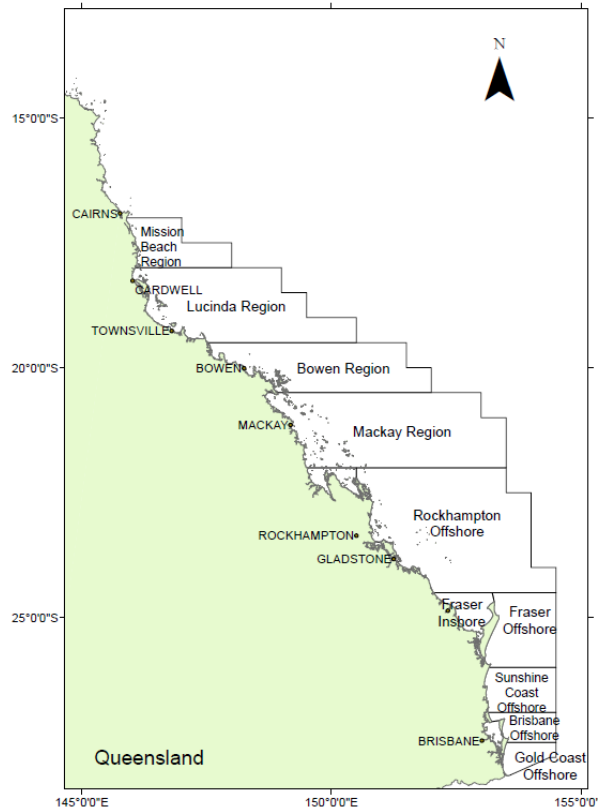 N
15°0'0"S
CAIRNS
Mission
Beach
Region
CARDWELL
Lucinda Region
TOWNSVILLE
20°0'0"S
BOWEN
Bowen Region
MACKAY
Mackay Region
Rockhampton
Offshore
ROCKHAMPTON
GLADSTONE
25°0'0"S
Fraser
Inshore
Fraser
Offshore
Sunshine
Coast
Offshore
Brisbane
Offshore
BRISBANE
Gold Coast
Offshore
Queensland
145°0'0"E
150°0'0"E
155°0'0"E